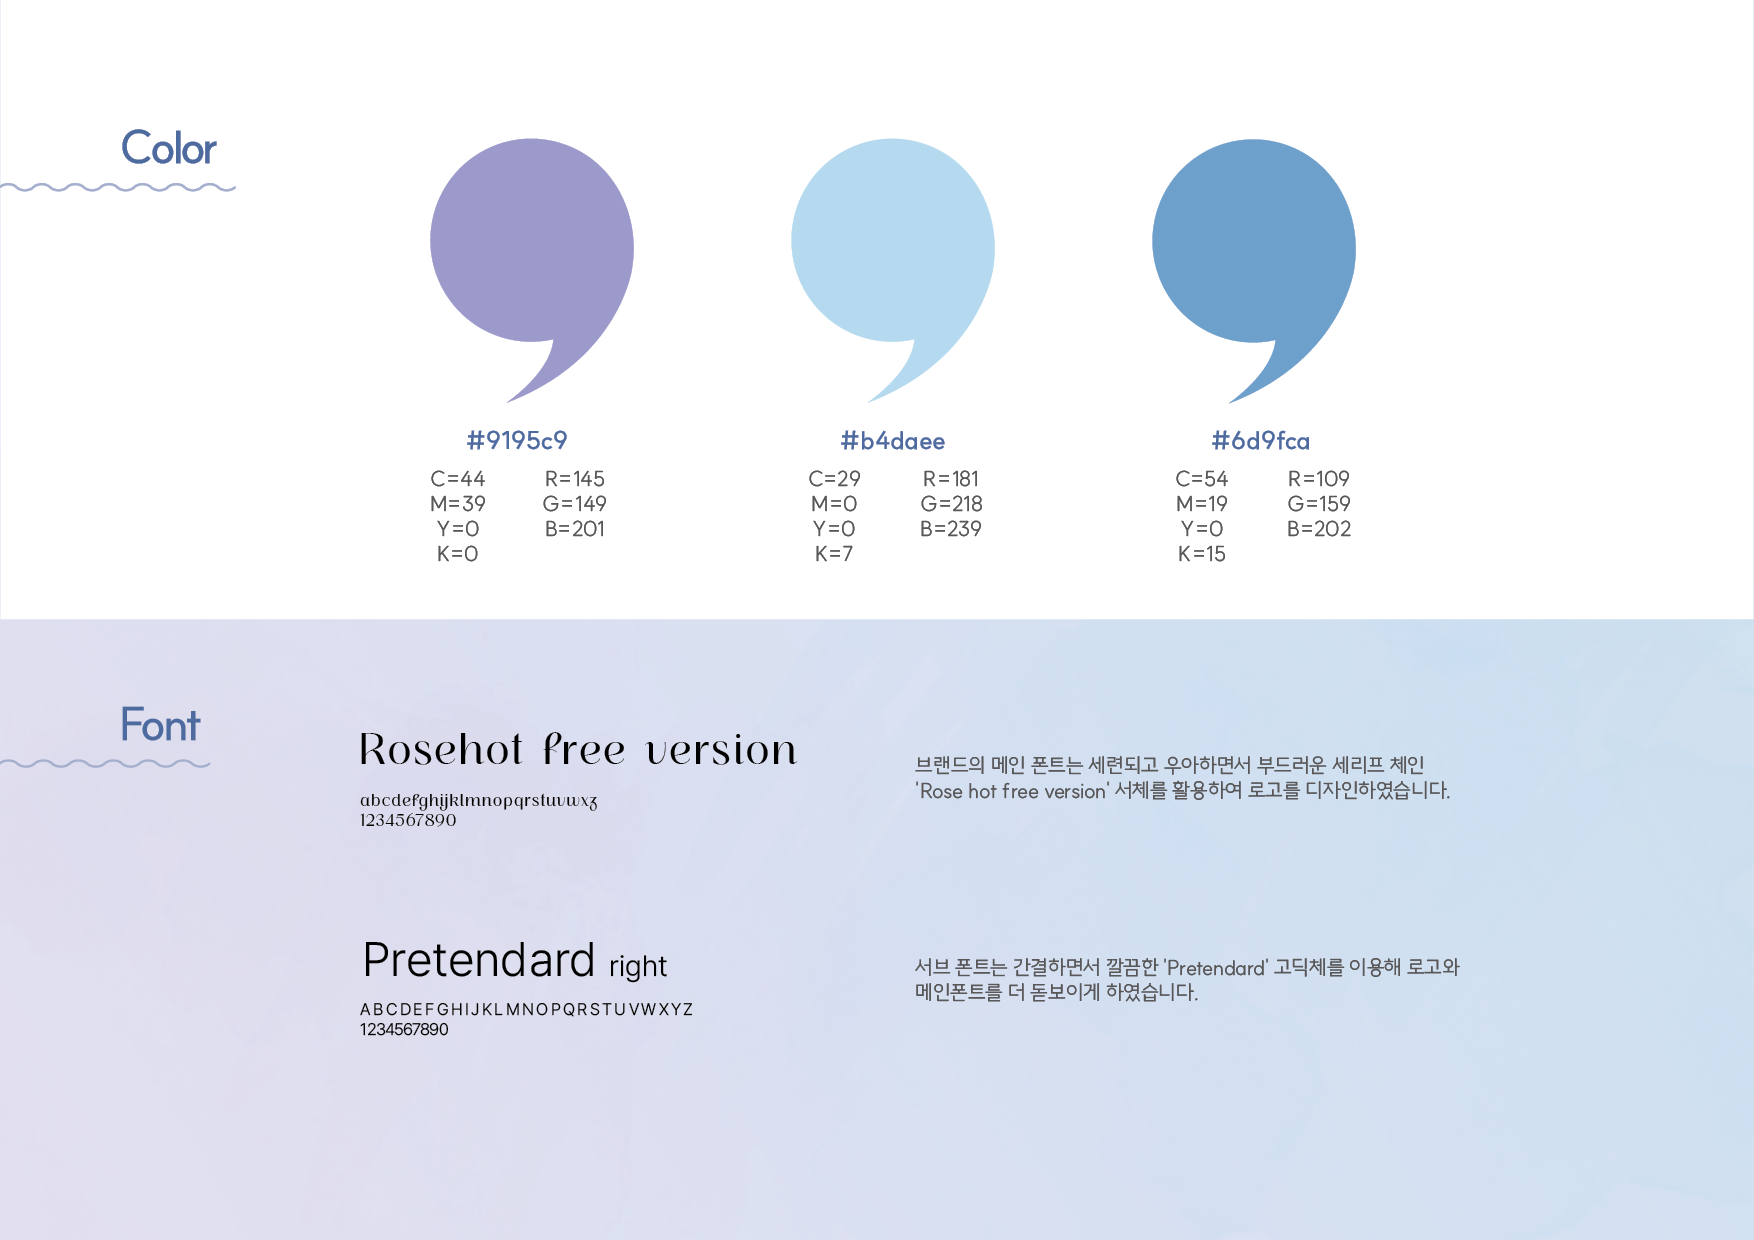 Color
#9195c9
C=44 R=145
M=39 G=149
Y=0 B=201
K=0
#b4daee
C=29 R=181
M=0 G=218
Y=0 B=239
K=7
#6d9fca
C=54 R=109
M=19 G=159
Y=0 B=202
K=15
Font
Rosehot free version
abcdefghijklmnopqrstuvwxz
1234567890
브랜드의 메인 폰트는 세련되고 우아하면서 부드러운 세리프 체인
'Rose hot free version' 서체를 활용하여 로고를 디자인하였습니다.
Pretendard right
ABCDEFGHIJKLMNOPQRSTUVWXYZ
1234567890
서브 폰트는 간결하면서 깔끔한 'Pretendard' 고딕체를 이용해 로고와
메인폰트를 더 돋보이게 하였습니다.